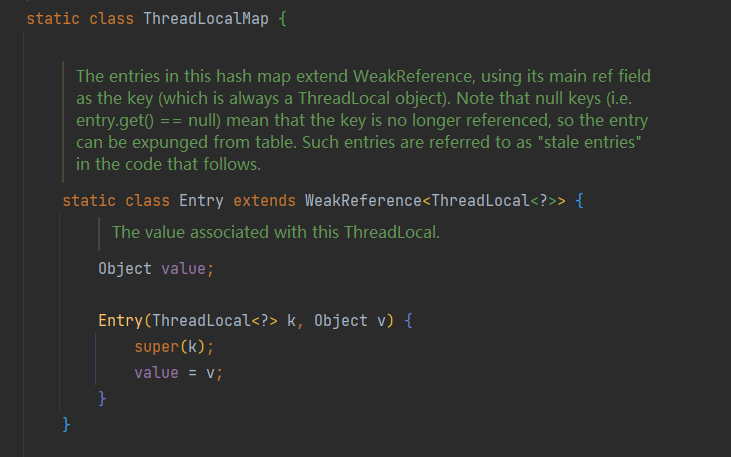 static class ThreadLocalMap {
The entries in this hash map extend WeakReference, using its main ref field
as the key (which is always a ThreadLocal object). Note that null keys (i.e.
entry.get() == null) mean that the key is no longer referenced, so the entry
can be expunged from table. Such entries are referred to as "stale entries"
in the code that follows.
static class Entry extends WeakReference<ThreadLocal<?>> {
The value associated with this ThreadLocal.
Object value;
Entry(ThreadLocal<?> k, Object v) {
super(k);
value = v;
}
}